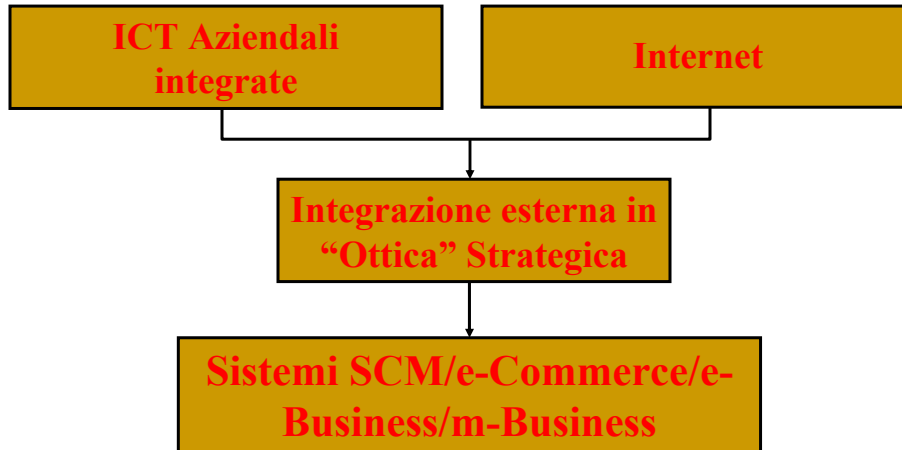 ICT Aziendali
integrate
Internet
Integrazione esterna in
“Ottica” Strategica
Sistemi SCM/e-Commerce/e-
Business/m-Business